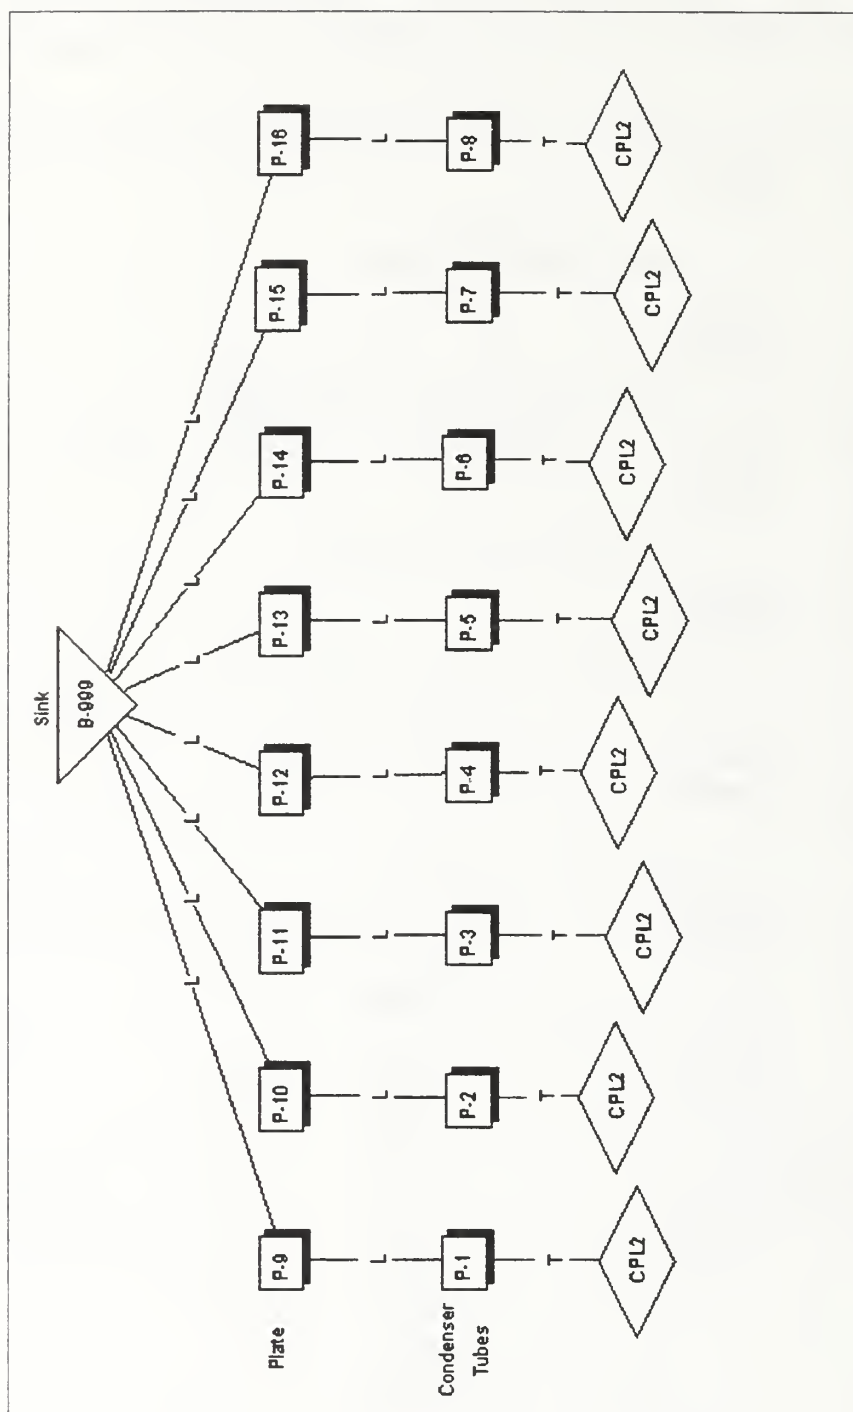 Sink
B-999
L L L L L L L L
Plate P-9 P-10 P-11 P-12 P-13 P-14 P-15 P-16
L L L L L L L L
Condenser
Tubes
P-1 P-2 P-3 P-4 P-5 P-6 P-7 P-8
T T T T T T T T
CPL2 CPL2 CPL2 CPL2 CPL2 CPL2 CPL2 CPL2